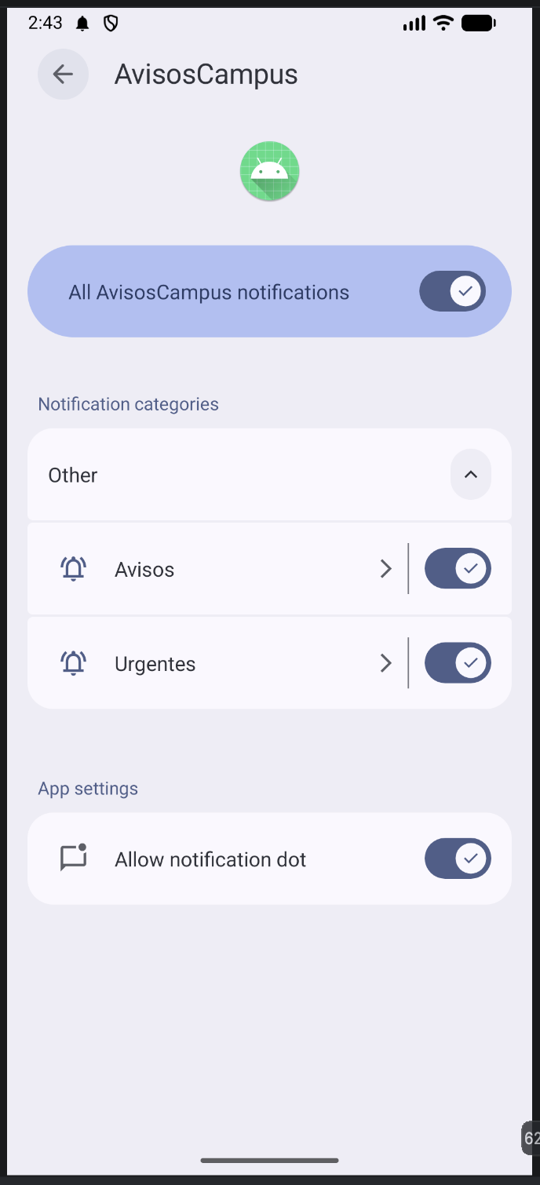 2:43
AvisosCampus
All AvisosCampus notifications
Notification categories
Other
Avisos
Urgentes
App settings
Allow notification dot
62